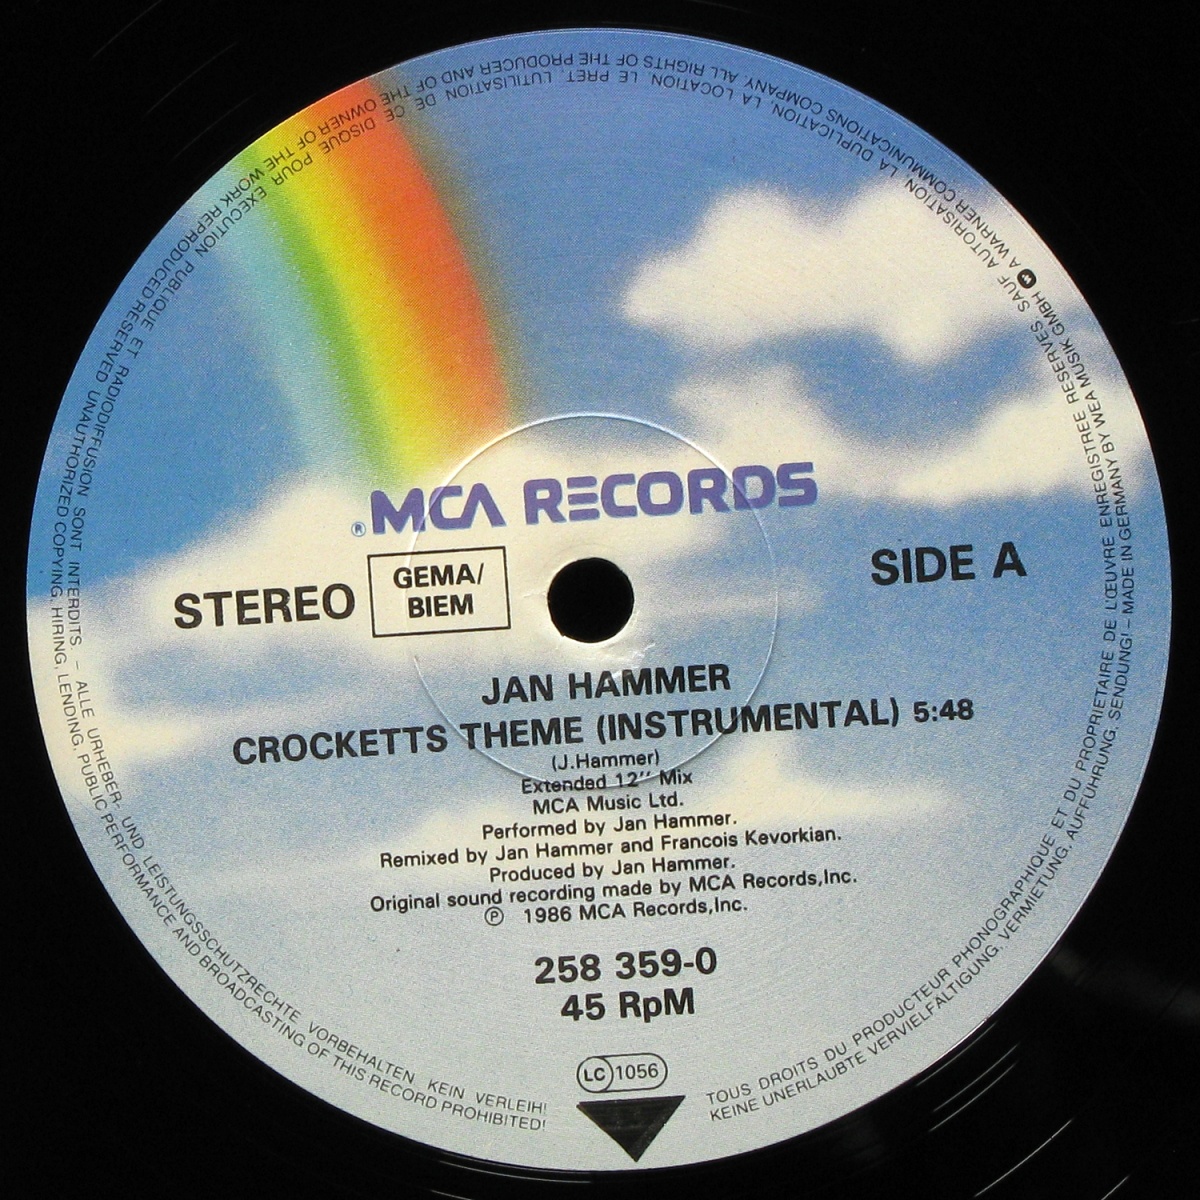 ® MCA RECORDS
STEREO
GEMA/
BIEM
SIDE A
JAN HAMMER
CROCKETTS THEME (INSTRUMENTAL) 5:48
(J.Hammer)
Extended 12'' Mix
MCA Music Ltd.
Performed by Jan Hammer.
Remixed by Jan Hammer and Francois Kevorkian.
Produced by Jan Hammer.
Original sound recording made by MCA Records,Inc.
℗ 1986 MCA Records,Inc.
258 359-0
45 RpM
LC 1056
TOUS DROITS DU PRODUCTEUR PHONOGRAPHIQUE ET DU PROPRIETAIRE DE L'ŒUVRE ENREGISTREE RESERVES. SAUF AUTORISATION LA DUPLICATION, LA LOCATION, LE PRET, L'UTILISATION DE CE DISQUE POUR EXECUTION PUBLIQUE ET RADIODIFFUSION SONT INTERDITS. – ALLE URHEBER- UND LEISTUNGSSCHUTZRECHTE VORBEHALTEN KEIN VERLEIH!
KEINE UNERLAUBTE VERVIELFÄLTIGUNG, VERMIETUNG, AUFFÜHRUNG, SENDUNG! – MADE IN GERMANY BY WEA MUSIK GMBH A WARNER COMMUNICATIONS COMPANY. ALL RIGHTS OF THE PRODUCER AND OF THE OWNER OF THE WORK REPRODUCED RESERVED UNAUTHORIZED COPYING, HIRING, LENDING, PUBLIC PERFORMANCE AND BROADCASTING OF THIS RECORD PROHIBITED!